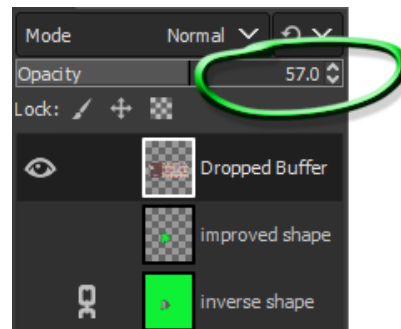 Mode Normal
Opacity 57.0
Lock:
Dropped Buffer
improved shape
inverse shape